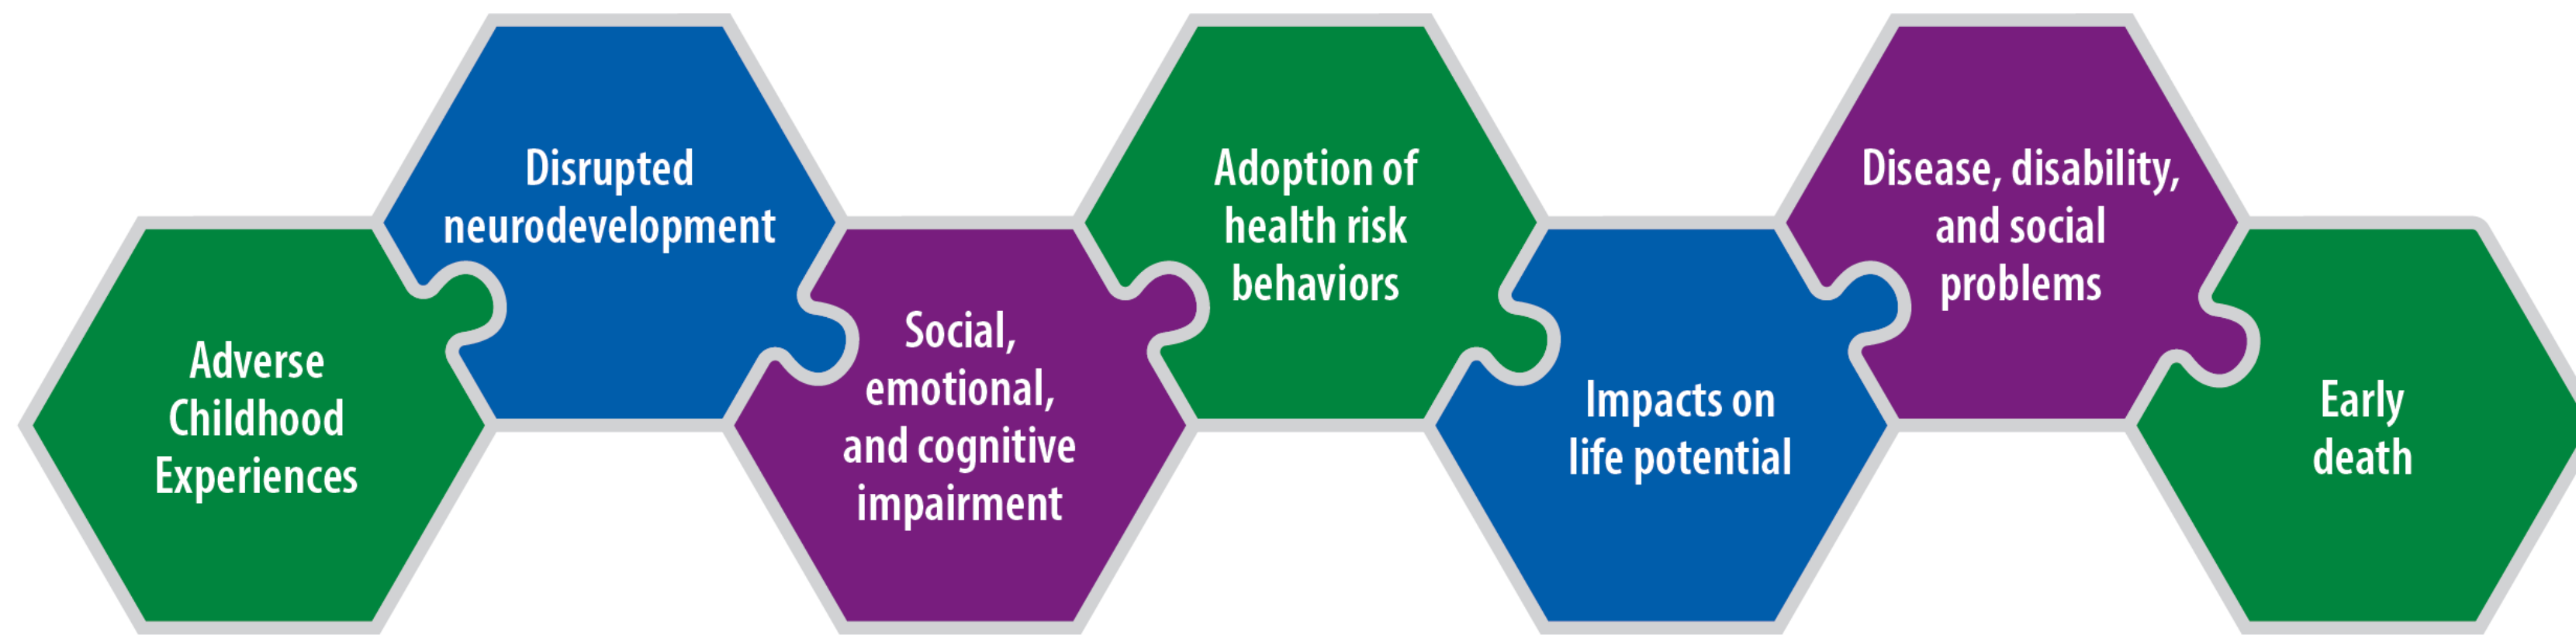 Adverse
Childhood
Experiences
Disrupted
neurodevelopment
Social,
emotional,
and cognitive
impairment
Adoption of
health risk
behaviors
Impacts on
life potential
Disease, disability,
and social
problems
Early
death